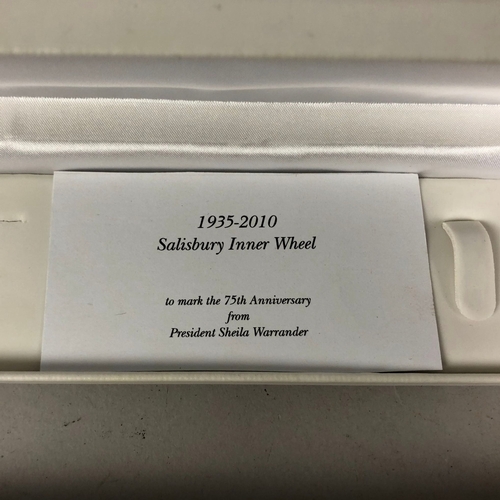 1935-2010
Salisbury Inner Wheel
to mark the 75th Anniversary
from
President Sheila Warrander